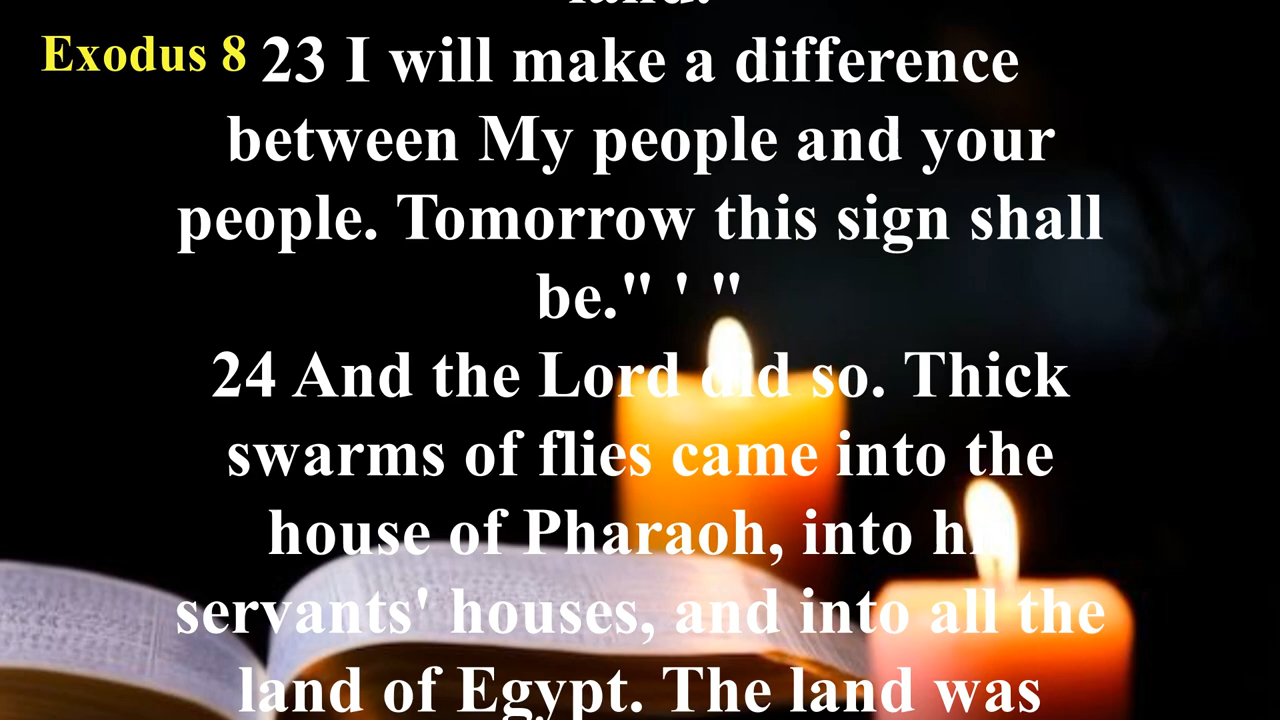 land.
Exodus 8 23 I will make a difference
between My people and your
people. Tomorrow this sign shall
be." ' "
24 And the Lord did so. Thick
swarms of flies came into the
house of Pharaoh, into his
servants' houses, and into all the
land of Egypt. The land was